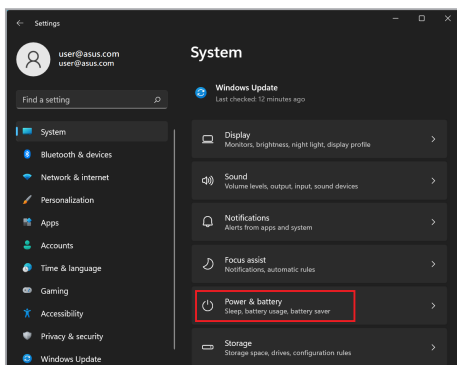 Settings
user@asus.com
user@asus.com
Find a setting
System
Bluetooth & devices
Network & internet
Personalization
Apps
Accounts
Time & language
Gaming
Accessibility
Privacy & security
Windows Update
System
Windows Update
Last checked: 12 minutes ago
Display
Monitors, brightness, night light, display profile
Sound
Volume levels, output, input, sound devices
Notifications
Alerts from apps and system
Focus assist
Notifications, automatic rules
Power & battery
Sleep, battery usage, battery saver
Storage
Storage space, drives, configuration rules